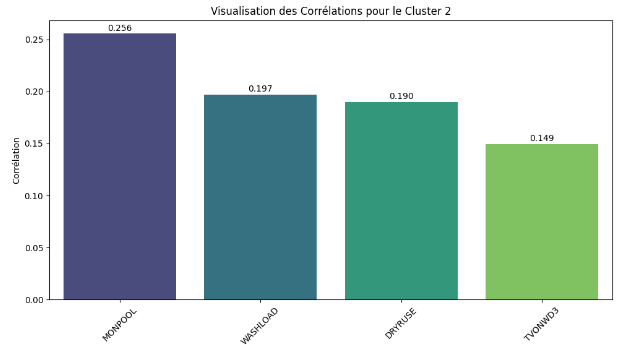 Visualisation des Corrélations pour le Cluster 2
0.256
0.197
0.190
0.149
Corrélation
0.25
0.20
0.15
0.10
0.05
0.00
MONPOOL
WASHLOAD
DRYRUSE
TVONWD3